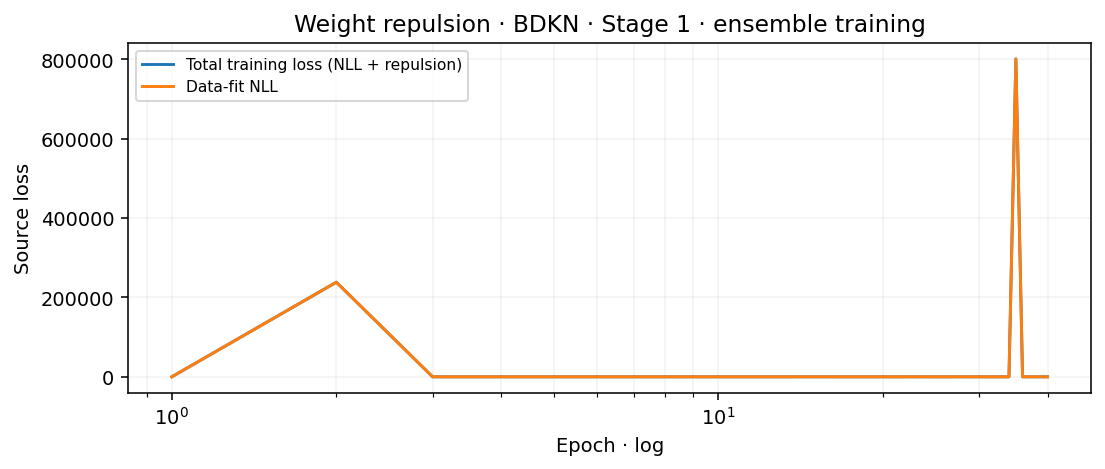 Weight repulsion · BDKN · Stage 1 · ensemble training
Total training loss (NLL + repulsion)
Data-fit NLL
Source loss
800000
600000
400000
200000
0
10⁰
10¹
Epoch · log